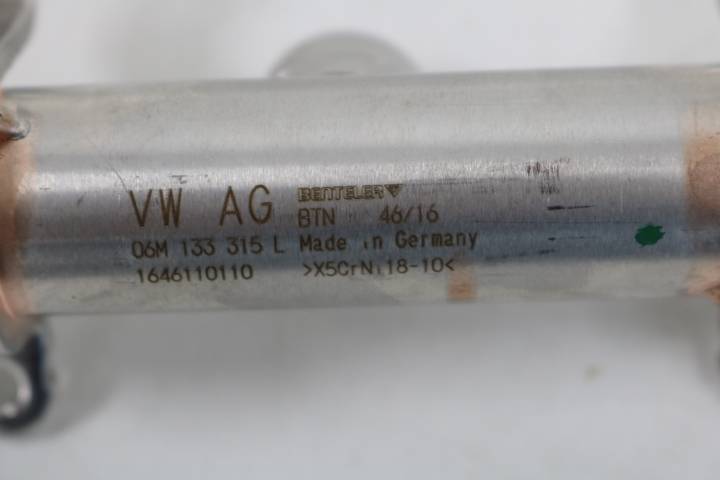 VW AG BENTELER
BTN 46/16
06M 133 315 L Made in Germany
1646110110 >X5CrNi18-10<